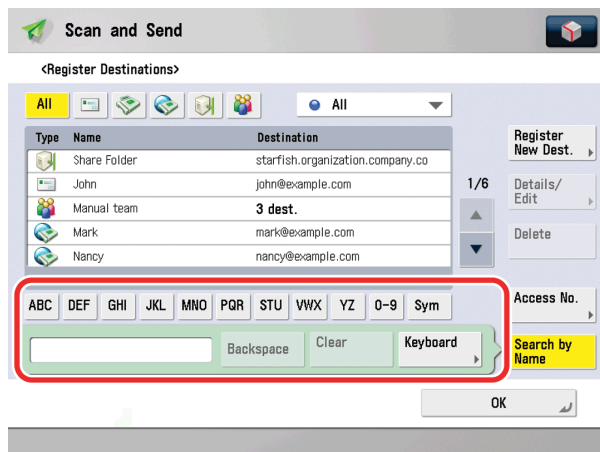 Scan and Send
<Register Destinations>
All
All
Type Name Destination
Share Folder starfish.organization.company.co
John john@example.com
Manual team 3 dest.
Mark mark@example.com
Nancy nancy@example.com
1/6
Register
New Dest.
Details/
Edit
Delete
ABC DEF GHI JKL MNO PQR STU VWX YZ 0-9 Sym
Access No.
Backspace Clear Keyboard
Search by
Name
OK